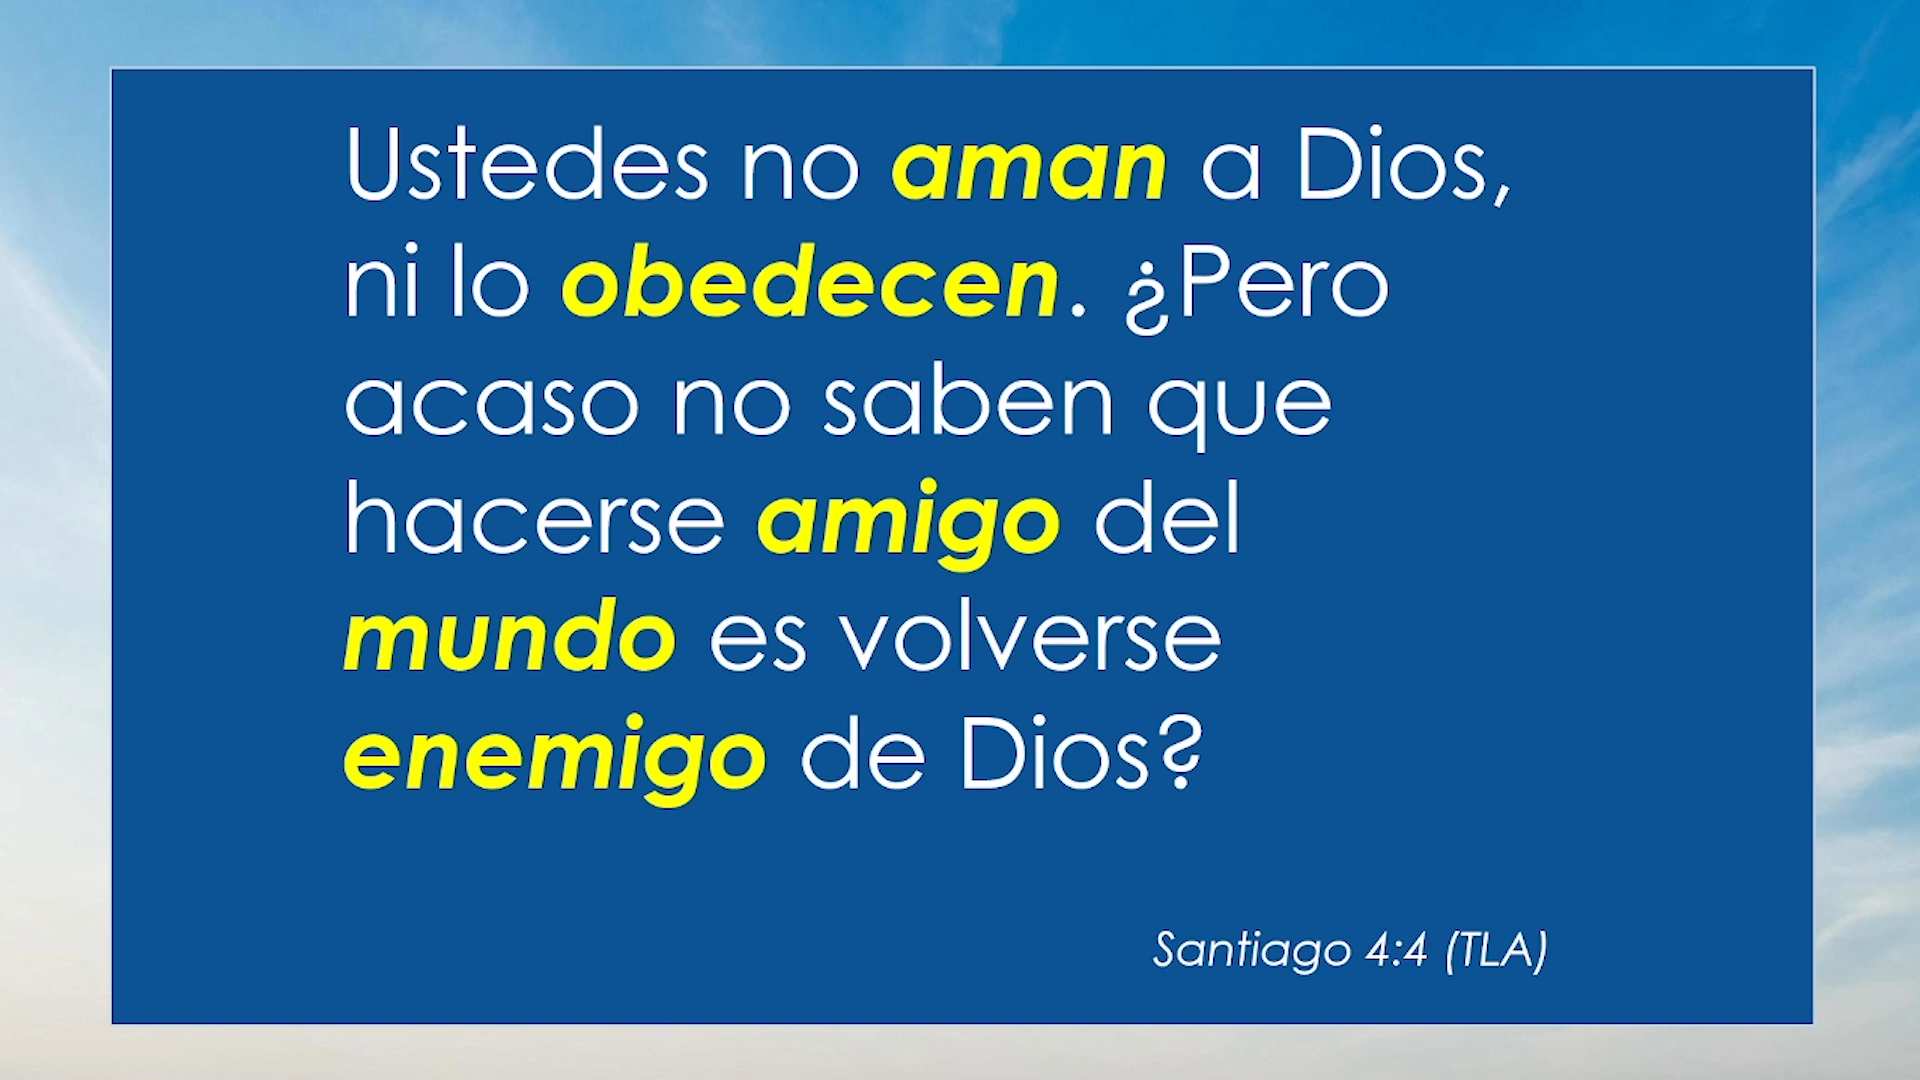 Ustedes no aman a Dios,
ni lo obedecen. ¿Pero
acaso no saben que
hacerse amigo del
mundo es volverse
enemigo de Dios?
Santiago 4:4 (TLA)